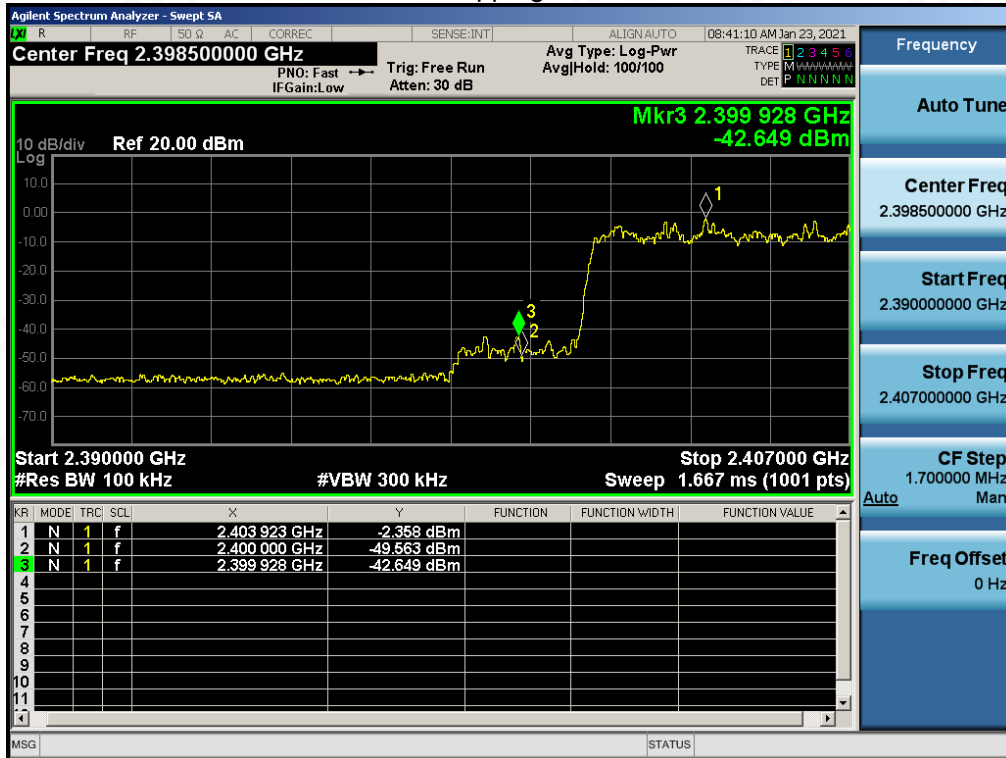 Agilent Spectrum Analyzer - Swept SA
LXI R RF 50 Ω AC CORREC SENSE:INT ALIGN AUTO 08:41:10 AM Jan 23, 2021
Center Freq 2.398500000 GHz
PNO: Fast
IFGain:Low
Trig: Free Run
Atten: 30 dB
Avg Type: Log-Pwr
Avg|Hold: 100/100
TRACE 1 2 3 4 5 6
TYPE M WWWWW
DET P N N N N N
Mkr3 2.399 928 GHz
-42.649 dBm
10 dB/div Ref 20.00 dBm
Log
10.0
0.00
-10.0
-20.0
-30.0
-40.0
-50.0
-60.0
-70.0
1
3
2
Start 2.390000 GHz Stop 2.407000 GHz
#Res BW 100 kHz #VBW 300 kHz Sweep 1.667 ms (1001 pts)
KR MODE TRC SCL X Y FUNCTION FUNCTION WIDTH FUNCTION VALUE
1 N 1 f 2.403 923 GHz -2.358 dBm
2 N 1 f 2.400 000 GHz -49.563 dBm
3 N 1 f 2.399 928 GHz -42.649 dBm
4
5
6
7
8
9
10
11
MSG STATUS
Frequency
Auto Tune
Center Freq
2.398500000 GHz
Start Freq
2.390000000 GHz
Stop Freq
2.407000000 GHz
CF Step
1.700000 MHz
Auto Man
Freq Offset
0 Hz